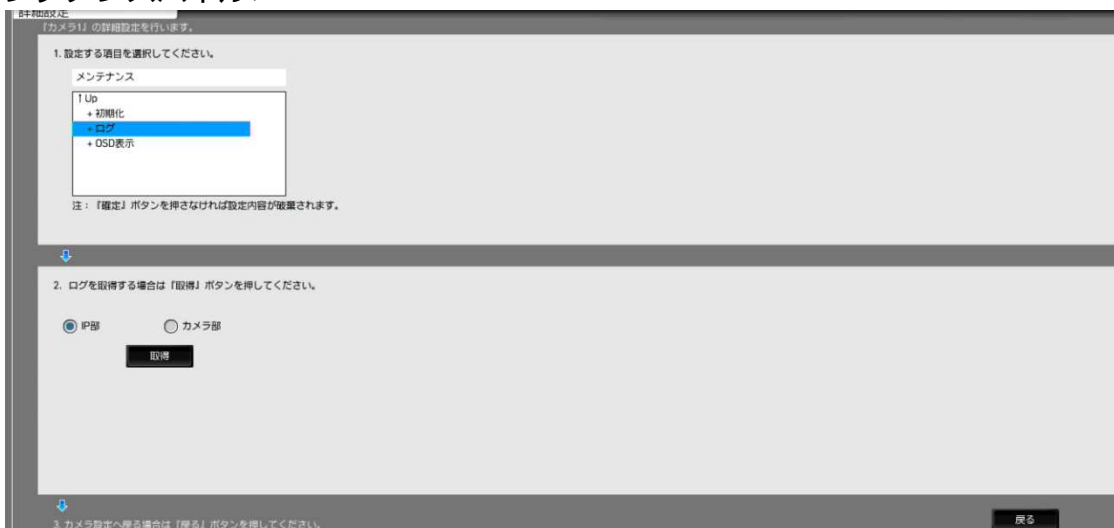 詳細設定
「カメラ1」の詳細設定を行います。
1. 設定する項目を選択してください。
メンテナンス
↑Up
+ 初期化
+ ログ
+ OSD表示
注：「確定」ボタンを押さなければ設定内容が破棄されます。
2. ログを取得する場合は「取得」ボタンを押してください。
IP部 カメラ部
取得
3. カメラ設定へ戻る場合は「戻る」ボタンを押してください。
戻る